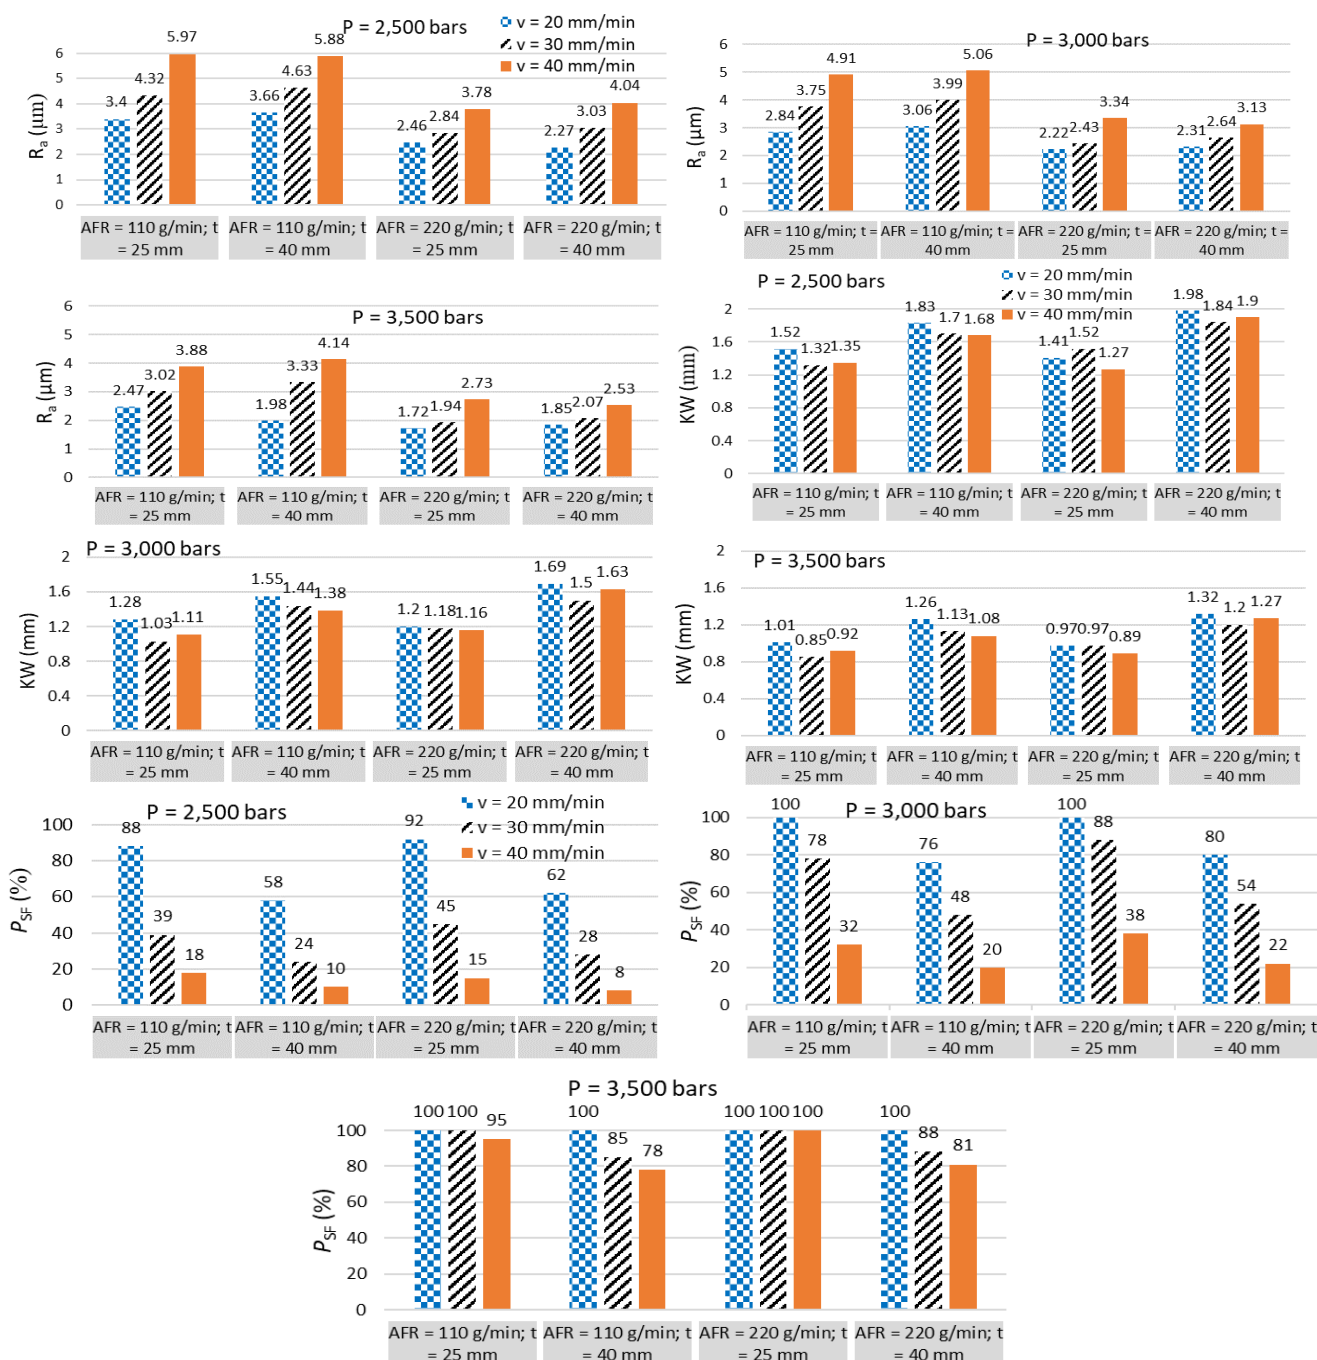 P = 2,500 bars
v = 20 mm/min
v = 30 mm/min
v = 40 mm/min
Ra (μm)
6
5
4
3
2
1
0
3.4 4.32 5.97 3.66 4.63 5.88 2.46 2.84 3.78 2.27 3.03 4.04
AFR = 110 g/min; t AFR = 110 g/min; t AFR = 220 g/min; t AFR = 220 g/min; t
= 25 mm = 40 mm = 25 mm = 40 mm
P = 3,000 bars
Ra (μm)
6
5
4
3
2
1
0
2.84 3.75 4.91 3.06 3.99 5.06 2.22 2.43 3.34 2.31 2.64 3.13
AFR = 110 g/min; t = AFR = 110 g/min; t = AFR = 220 g/min; t = AFR = 220 g/min; t =
25 mm 40 mm 25 mm 40 mm
P = 3,500 bars
Ra (μm)
6
5
4
3
2
1
0
2.47 3.02 3.88 1.98 3.33 4.14 1.72 1.94 2.73 1.85 2.07 2.53
AFR = 110 g/min; t AFR = 110 g/min; t AFR = 220 g/min; t AFR = 220 g/min; t
= 25 mm = 40 mm = 25 mm = 40 mm
P = 2,500 bars
v = 20 mm/min
v = 30 mm/min
v = 40 mm/min
KW (mm)
2
1.6
1.2
0.8
0.4
0
1.52 1.32 1.35 1.83 1.7 1.68 1.41 1.52 1.27 1.98 1.84 1.9
AFR = 110 g/min; t AFR = 110 g/min; t AFR = 220 g/min; t AFR = 220 g/min; t
= 25 mm = 40 mm = 25 mm = 40 mm
P = 3,000 bars
KW (mm)
2
1.6
1.2
0.8
0.4
0
1.28 1.03 1.11 1.55 1.44 1.38 1.2 1.18 1.16 1.69 1.5 1.63
AFR = 110 g/min; t AFR = 110 g/min; t AFR = 220 g/min; t AFR = 220 g/min; t
= 25 mm = 40 mm = 25 mm = 40 mm
P = 3,500 bars
KW (mm)
2
1.6
1.2
0.8
0.4
0
1.01 0.85 0.92 1.26 1.13 1.08 0.97 0.97 0.89 1.32 1.2 1.27
AFR = 110 g/min; t AFR = 110 g/min; t AFR = 220 g/min; t AFR = 220 g/min; t
= 25 mm = 40 mm = 25 mm = 40 mm
P = 2,500 bars
v = 20 mm/min
v = 30 mm/min
v = 40 mm/min
PSF (%)
100
80
60
40
20
0
88 39 18 58 24 10 92 45 15 62 28 8
AFR = 110 g/min; t AFR = 110 g/min; t AFR = 220 g/min; t AFR = 220 g/min; t
= 25 mm = 40 mm = 25 mm = 40 mm
P = 3,000 bars
PSF (%)
100
80
60
40
20
0
100 78 32 76 48 20 100 88 38 80 54 22
AFR = 110 g/min; t AFR = 110 g/min; t AFR = 220 g/min; t AFR = 220 g/min; t
= 25 mm = 40 mm = 25 mm = 40 mm
P = 3,500 bars
PSF (%)
100
80
60
40
20
0
100 100 95 100 85 78 100 100 100 100 88 81
AFR = 110 g/min; t AFR = 110 g/min; t AFR = 220 g/min; t AFR = 220 g/min; t
= 25 mm = 40 mm = 25 mm = 40 mm